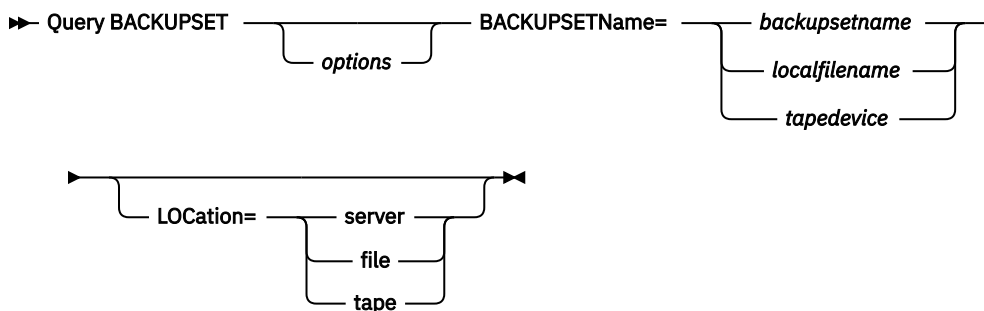 Query BACKUPSET options BACKUPSETName= backupsetname
localfilename
tapedevice
LOCation= server
file
tape